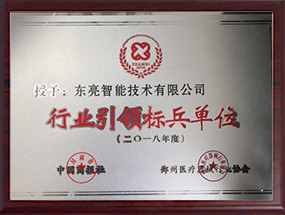 授予：东亮智能技术有限公司
行业引领标兵单位
（二〇一八年度）
中国商报社
郑州医疗器械行业协会